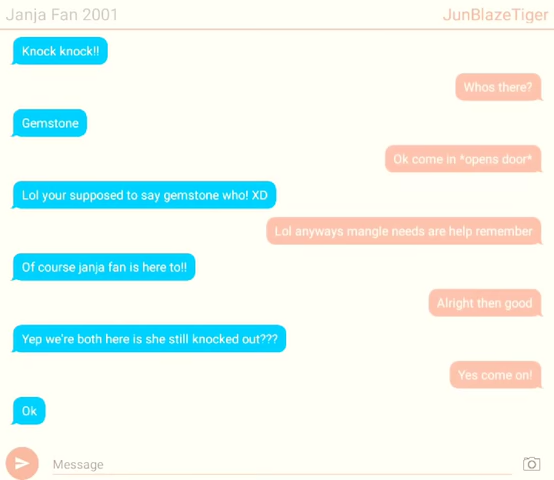 Janja Fan 2001 JunBlazeTiger
Knock knock!!
Whos there?
Gemstone
Ok come in *opens door*
Lol your supposed to say gemstone who! XD
Lol anyways mangle needs are help remember
Of course janja fan is here to!!
Alright then good
Yep we're both here is she still knocked out???
Yes come on!
Ok
Message